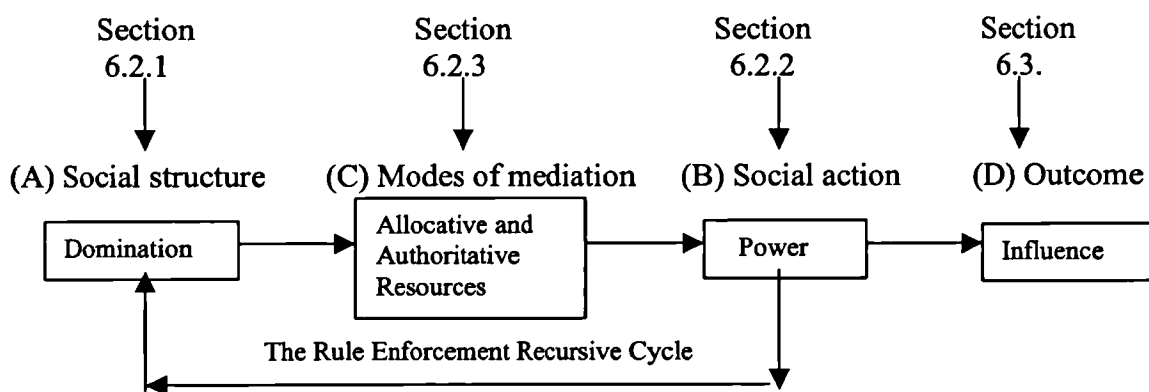 Section
6.2.1
Section
6.2.3
Section
6.2.2
Section
6.3.
(A) Social structure
(C) Modes of mediation
(B) Social action
(D) Outcome
Domination
Allocative and
Authoritative
Resources
Power
Influence
The Rule Enforcement Recursive Cycle